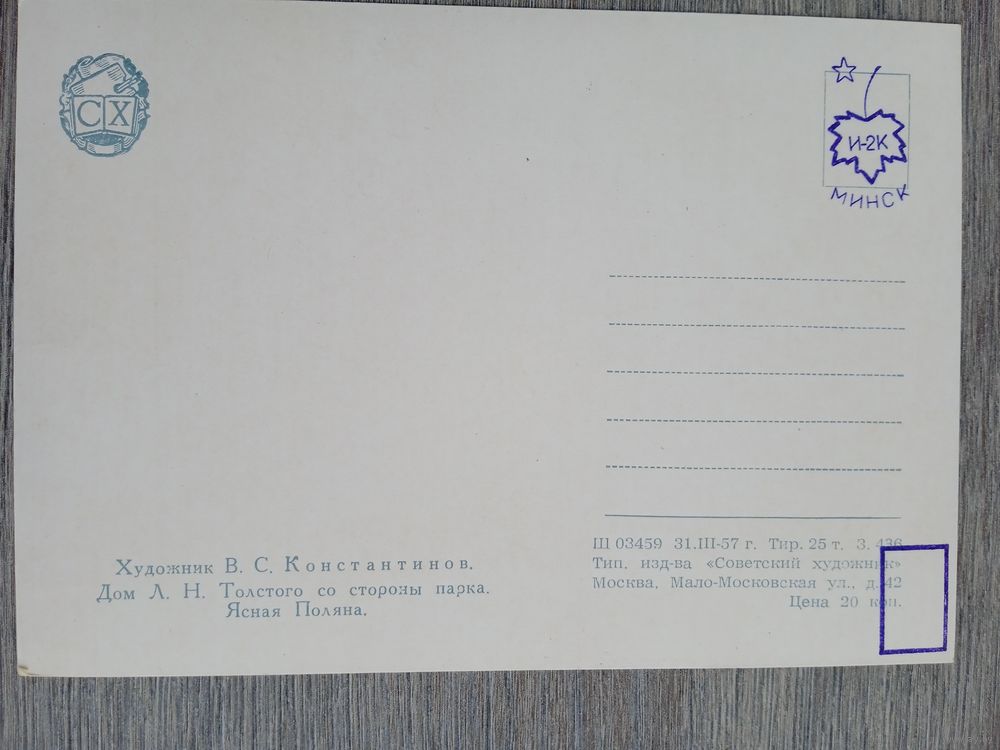 СХ
И-2К
МИНСК
Художник В. С. Константинов.
Дом Л. Н. Толстого со стороны парка.
Ясная Поляна.
Ш 03459 31.III-57 г. Тир. 25 т. З. 436
Тип. изд-ва «Советский художник»
Москва, Мало-Московская ул., д. 42
Цена 20 коп.